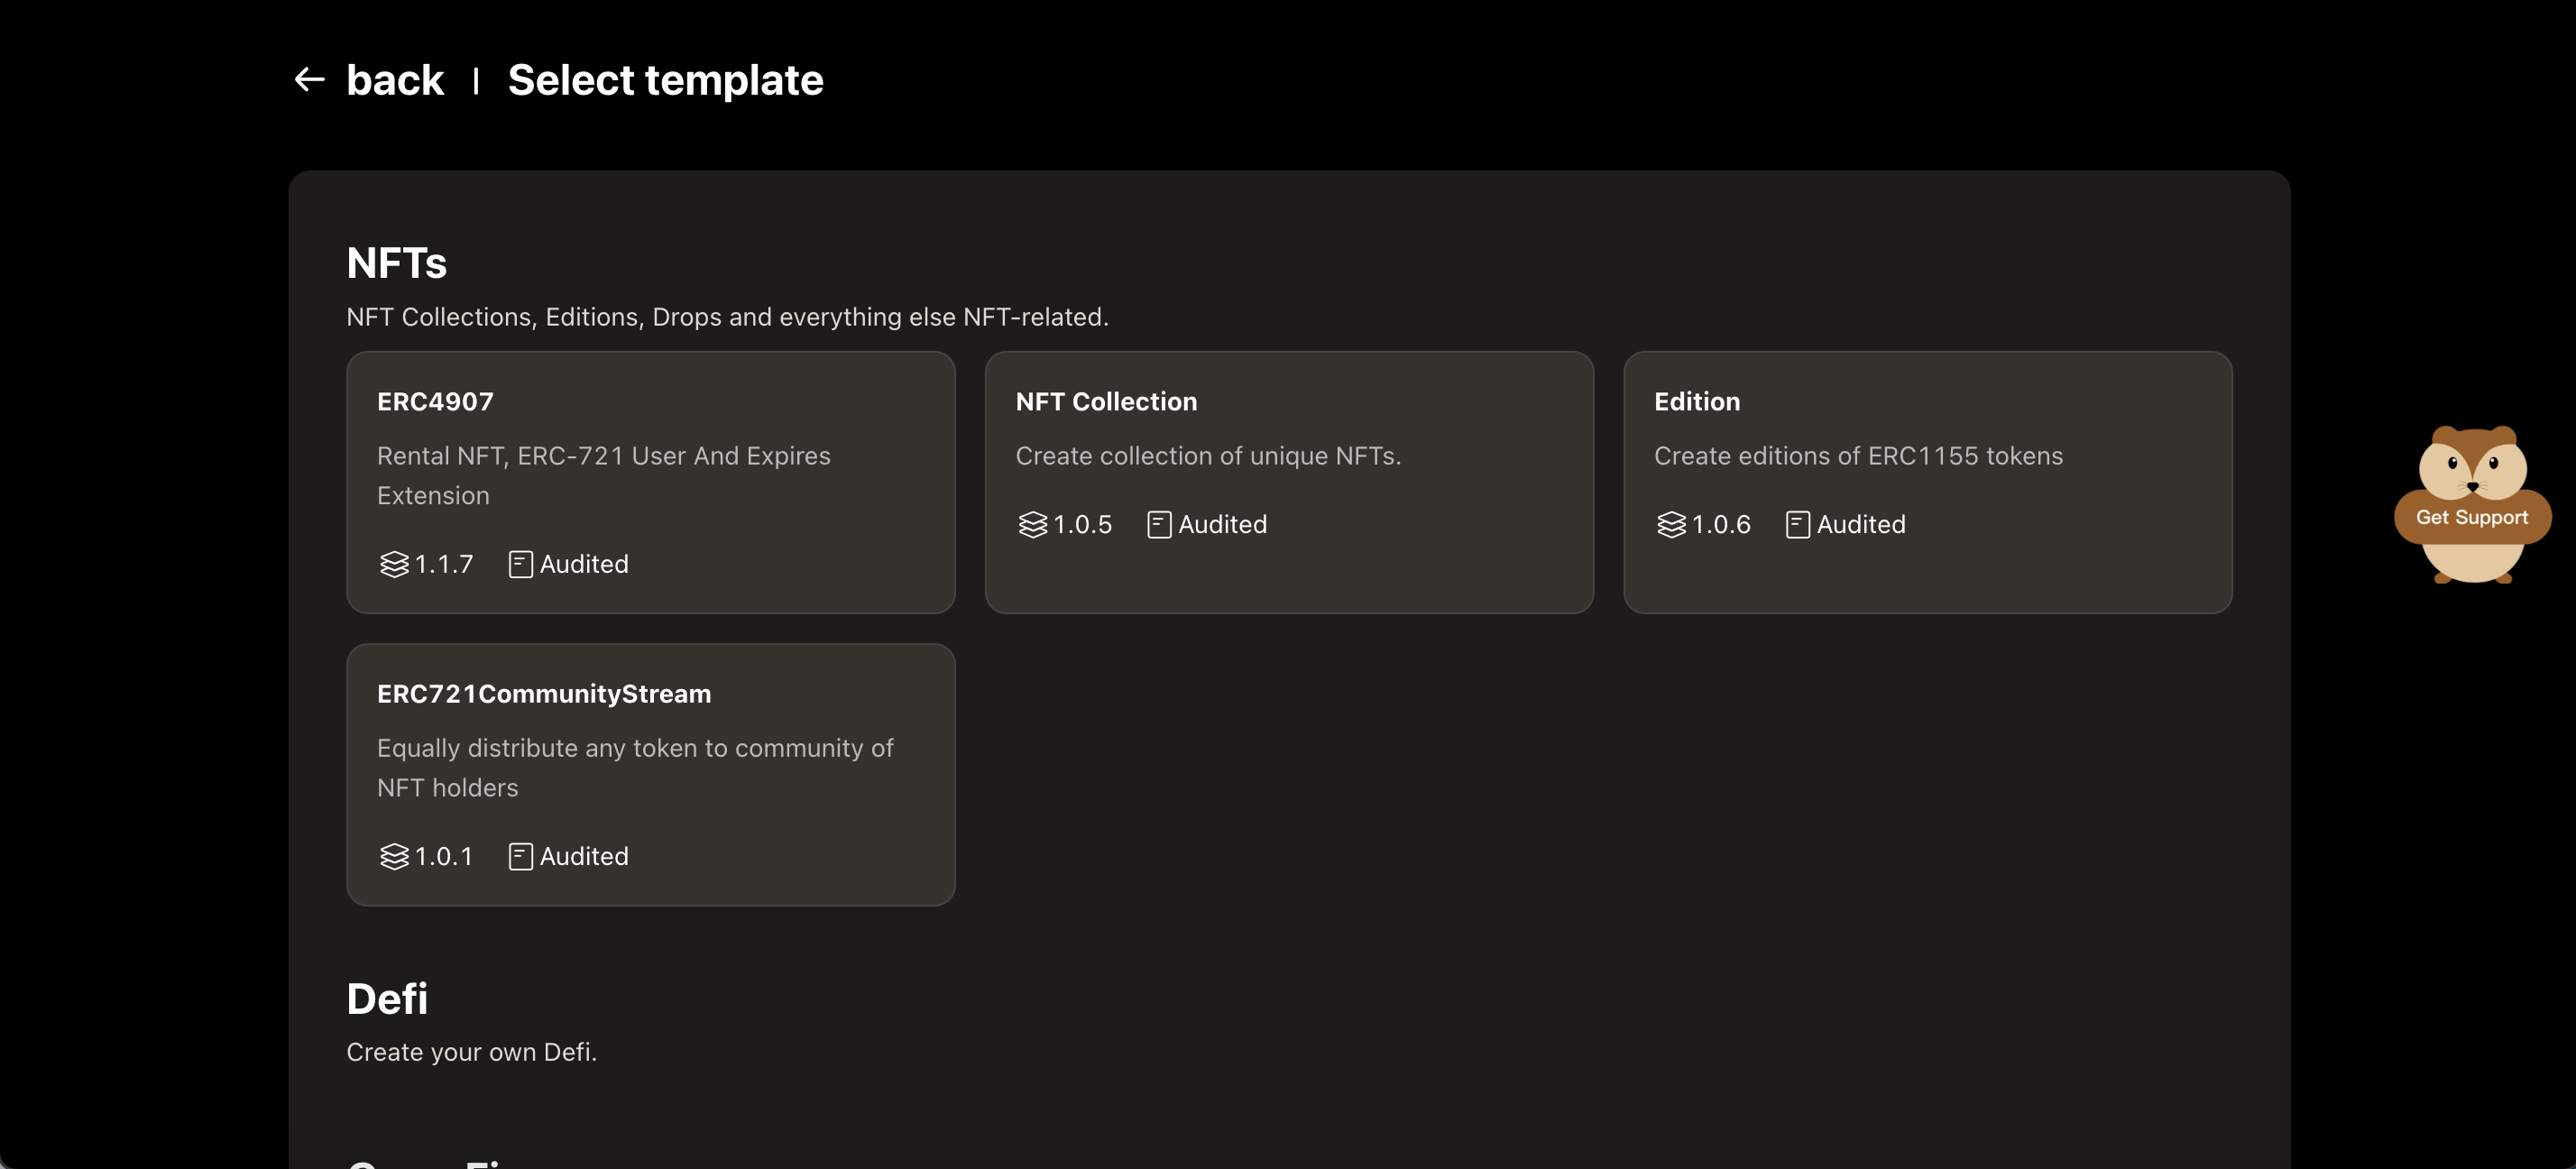 back | Select template
NFTs
NFT Collections, Editions, Drops and everything else NFT-related.
ERC4907
Rental NFT, ERC-721 User And Expires
Extension
1.1.7 Audited
NFT Collection
Create collection of unique NFTs.
1.0.5 Audited
Edition
Create editions of ERC1155 tokens
1.0.6 Audited
Get Support
ERC721CommunityStream
Equally distribute any token to community of
NFT holders
1.0.1 Audited
Defi
Create your own Defi.